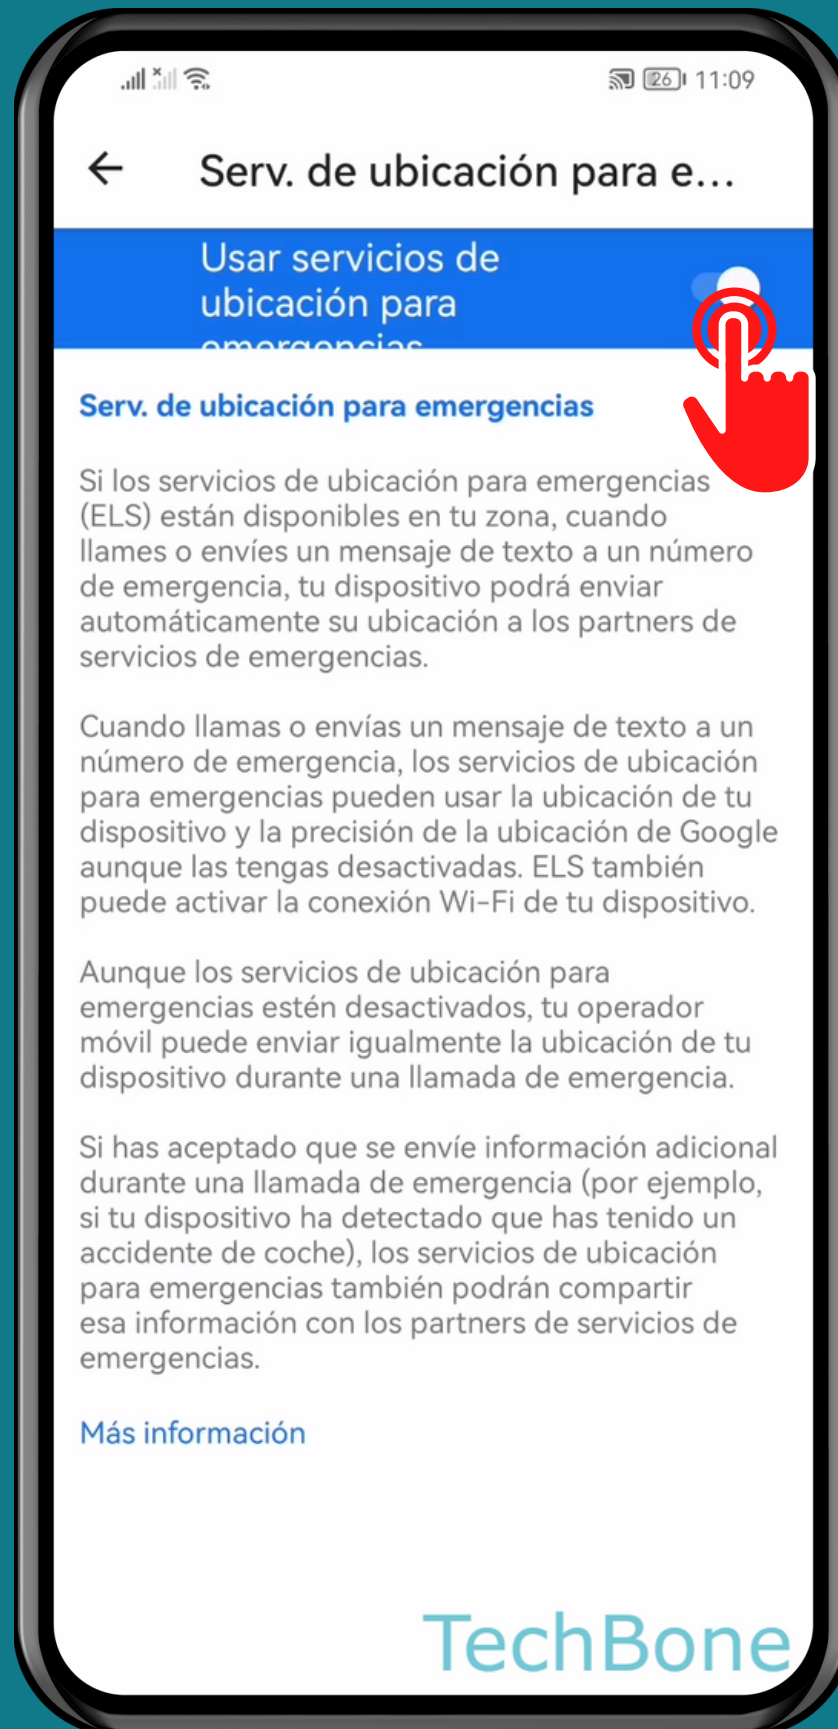 26 11:09
Serv. de ubicación para e...
Usar servicios de
ubicación para
emergencias
Serv. de ubicación para emergencias
Si los servicios de ubicación para emergencias
(ELS) están disponibles en tu zona, cuando
llames o envíes un mensaje de texto a un número
de emergencia, tu dispositivo podrá enviar
automáticamente su ubicación a los partners de
servicios de emergencias.
Cuando llamas o envías un mensaje de texto a un
número de emergencia, los servicios de ubicación
para emergencias pueden usar la ubicación de tu
dispositivo y la precisión de la ubicación de Google
aunque las tengas desactivadas. ELS también
puede activar la conexión Wi-Fi de tu dispositivo.
Aunque los servicios de ubicación para
emergencias estén desactivados, tu operador
móvil puede enviar igualmente la ubicación de tu
dispositivo durante una llamada de emergencia.
Si has aceptado que se envíe información adicional
durante una llamada de emergencia (por ejemplo,
si tu dispositivo ha detectado que has tenido un
accidente de coche), los servicios de ubicación
para emergencias también podrán compartir
esa información con los partners de servicios de
emergencias.
Más información
TechBone